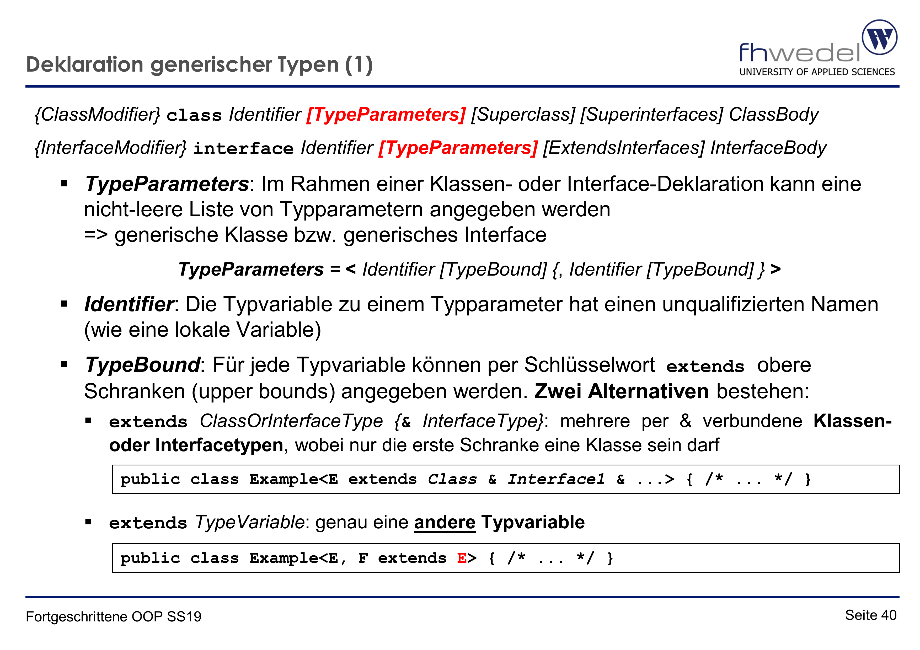 Deklaration generischer Typen (1)
fhwedel
UNIVERSITY OF APPLIED SCIENCES
{ClassModifier} class Identifier [TypeParameters] [Superclass] [Superinterfaces] ClassBody
{InterfaceModifier} interface Identifier [TypeParameters] [ExtendsInterfaces] InterfaceBody
▪ TypeParameters: Im Rahmen einer Klassen- oder Interface-Deklaration kann eine
nicht-leere Liste von Typparametern angegeben werden
=> generische Klasse bzw. generisches Interface
TypeParameters = < Identifier [TypeBound] {, Identifier [TypeBound] } >
▪ Identifier: Die Typvariable zu einem Typparameter hat einen unqualifizierten Namen
(wie eine lokale Variable)
▪ TypeBound: Für jede Typvariable können per Schlüsselwort extends obere
Schranken (upper bounds) angegeben werden. Zwei Alternativen bestehen:
▪ extends ClassOrInterfaceType {& InterfaceType}: mehrere per & verbundene Klassen-
oder Interfacetypen, wobei nur die erste Schranke eine Klasse sein darf
public class Example<E extends Class & Interface1 & ...> { /* ... */ }
▪ extends TypeVariable: genau eine andere Typvariable
public class Example<E, F extends E> { /* ... */ }
Fortgeschrittene OOP SS19
Seite 40